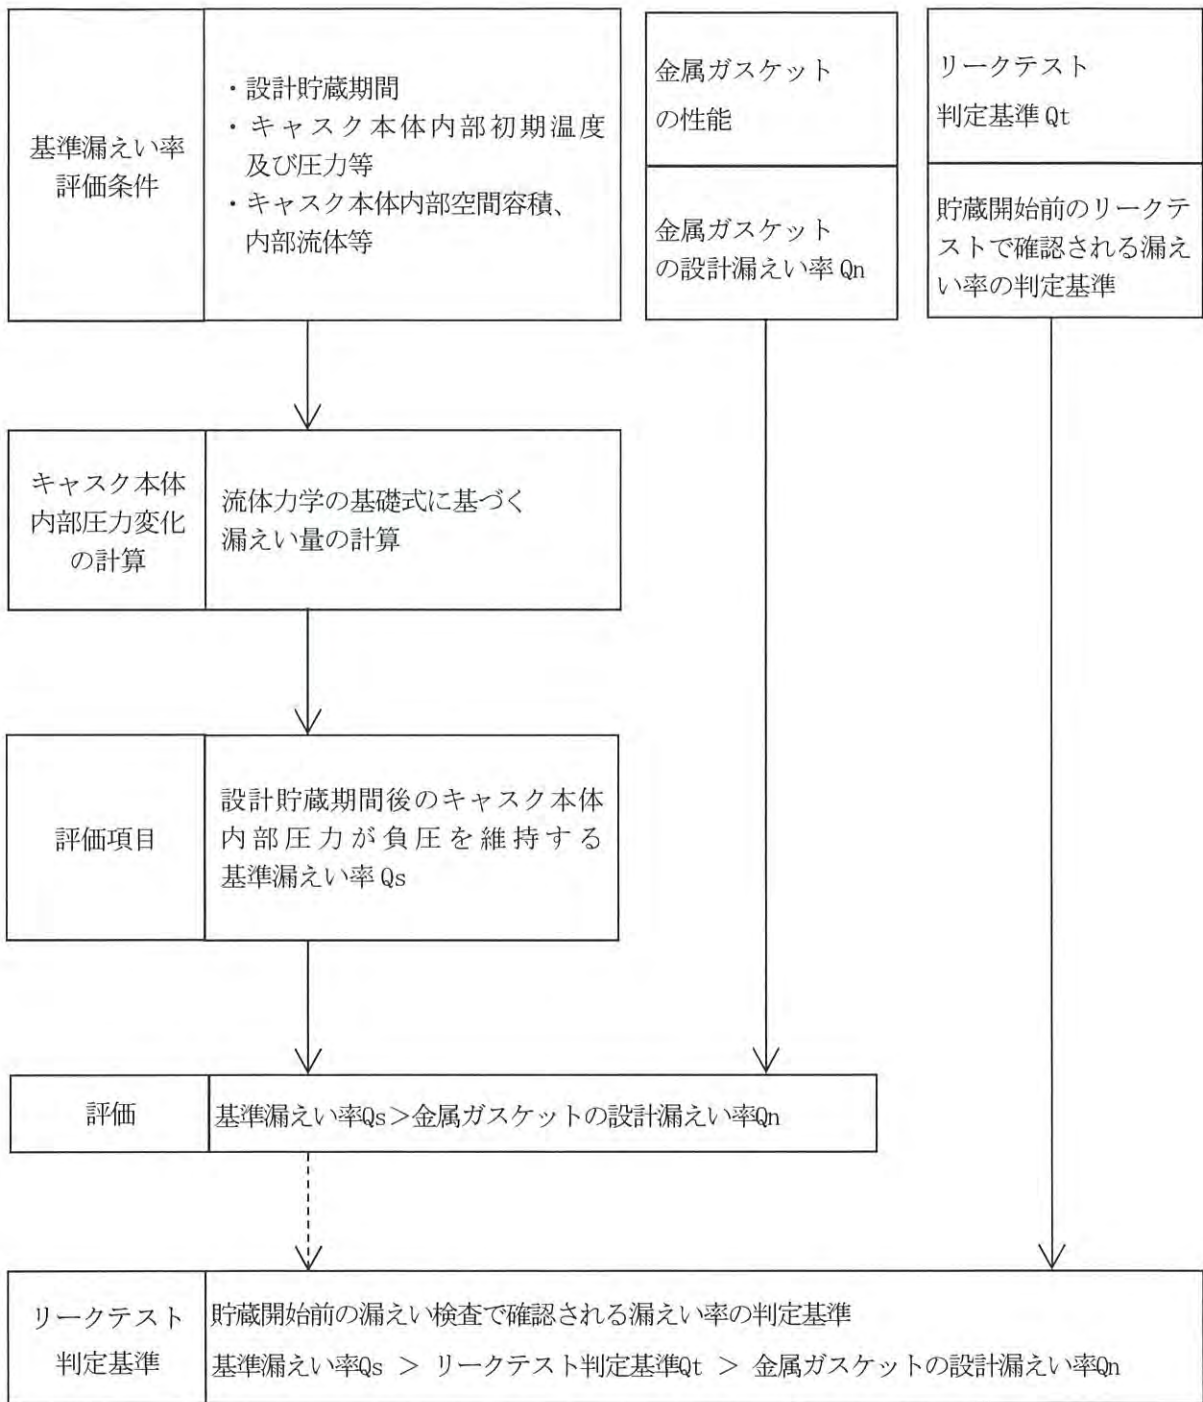 基準漏えい率
評価条件
・設計貯蔵期間
・キャスク本体内部初期温度
及び圧力等
・キャスク本体内部空間容積、
内部流体等
金属ガスケット
の性能
金属ガスケット
の設計漏えい率 Qn
リークテスト
判定基準 Qt
貯蔵開始前のリークテ
ストで確認される漏え
い率の判定基準
キャスク本体
内部圧力変化
の計算
流体力学の基礎式に基づく
漏えい量の計算
評価項目
設計貯蔵期間後のキャスク本体
内部圧力が負圧を維持する
基準漏えい率 Qs
評価
基準漏えい率Qs＞金属ガスケットの設計漏えい率Qn
リークテスト
判定基準
貯蔵開始前の漏えい検査で確認される漏えい率の判定基準
基準漏えい率Qs ＞ リークテスト判定基準Qt ＞ 金属ガスケットの設計漏えい率Qn